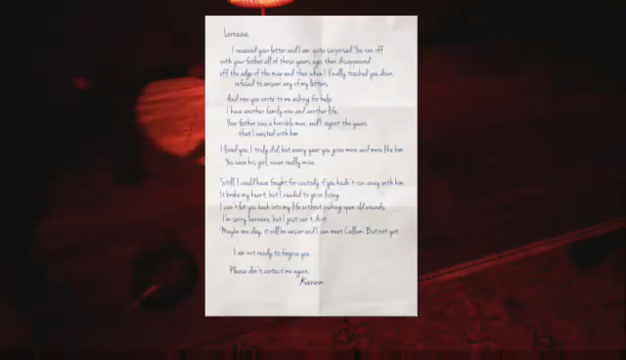 Lorraine,
I received your letter and I am quite surprised. You ran off
with your father all of those years ago, then disappeared
off the edge of the map and then when I finally tracked you down,
refused to answer any of my letters.
And now you write to me asking for help.
I have another family now and another life.
Your father was a horrible man, and I regret the years
that I wasted with him.
I loved you, I truly did, but every year you grew more and more like him.
You were his girl, never really mine.
Still, I would have fought for custody if you hadn't run away with him.
It broke my heart, but I needed to go on living.
I can't let you back into my life without picking open old wounds.
I'm sorry, Lorraine, but I just can't do it.
Maybe one day, it will be easier and I can meet Callum. But not yet.
I am not ready to forgive you.
Please don't contact me again.
Karen